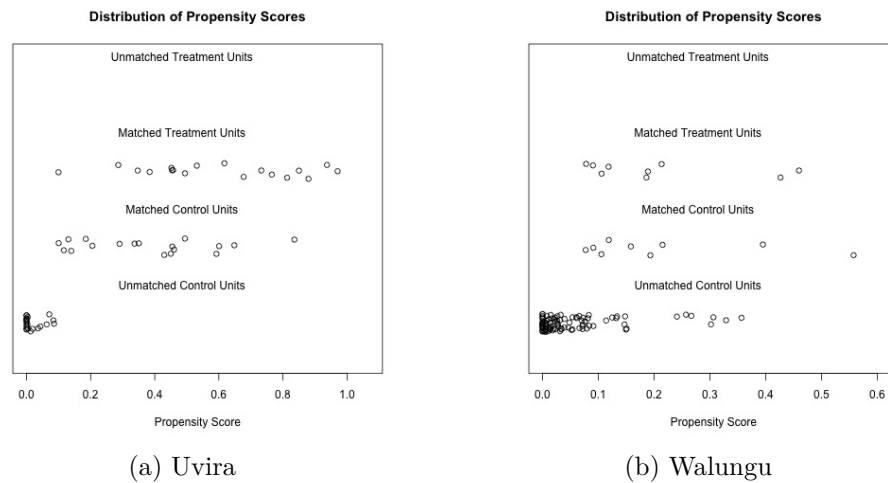 Distribution of Propensity Scores
Unmatched Treatment Units
Matched Treatment Units
Matched Control Units
Unmatched Control Units
0.0 0.2 0.4 0.6 0.8 1.0
Propensity Score
(a) Uvira
Distribution of Propensity Scores
Unmatched Treatment Units
Matched Treatment Units
Matched Control Units
Unmatched Control Units
0.0 0.1 0.2 0.3 0.4 0.5 0.6
Propensity Score
(b) Walungu